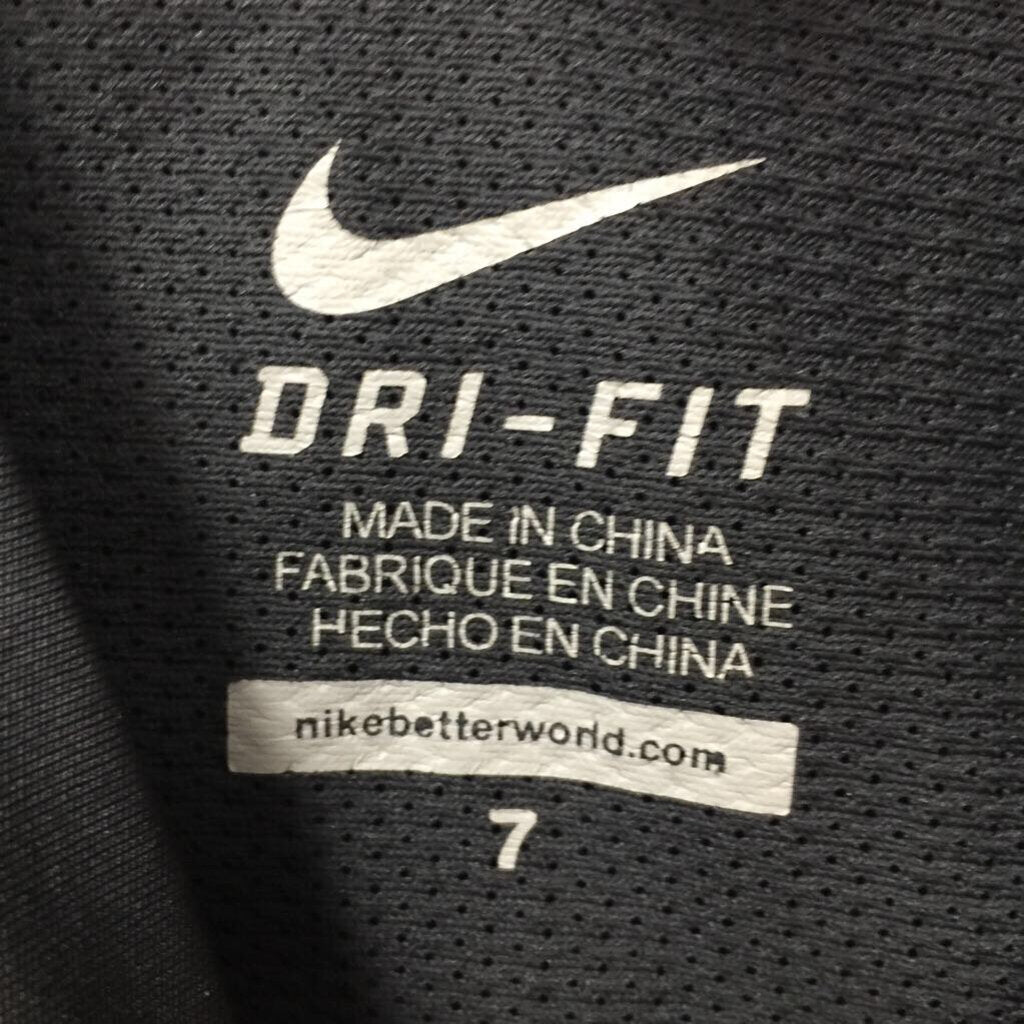 DRI-FIT
MADE IN CHINA
FABRIQUE EN CHINE
HECHO EN CHINA
nikebetterworld.com
7